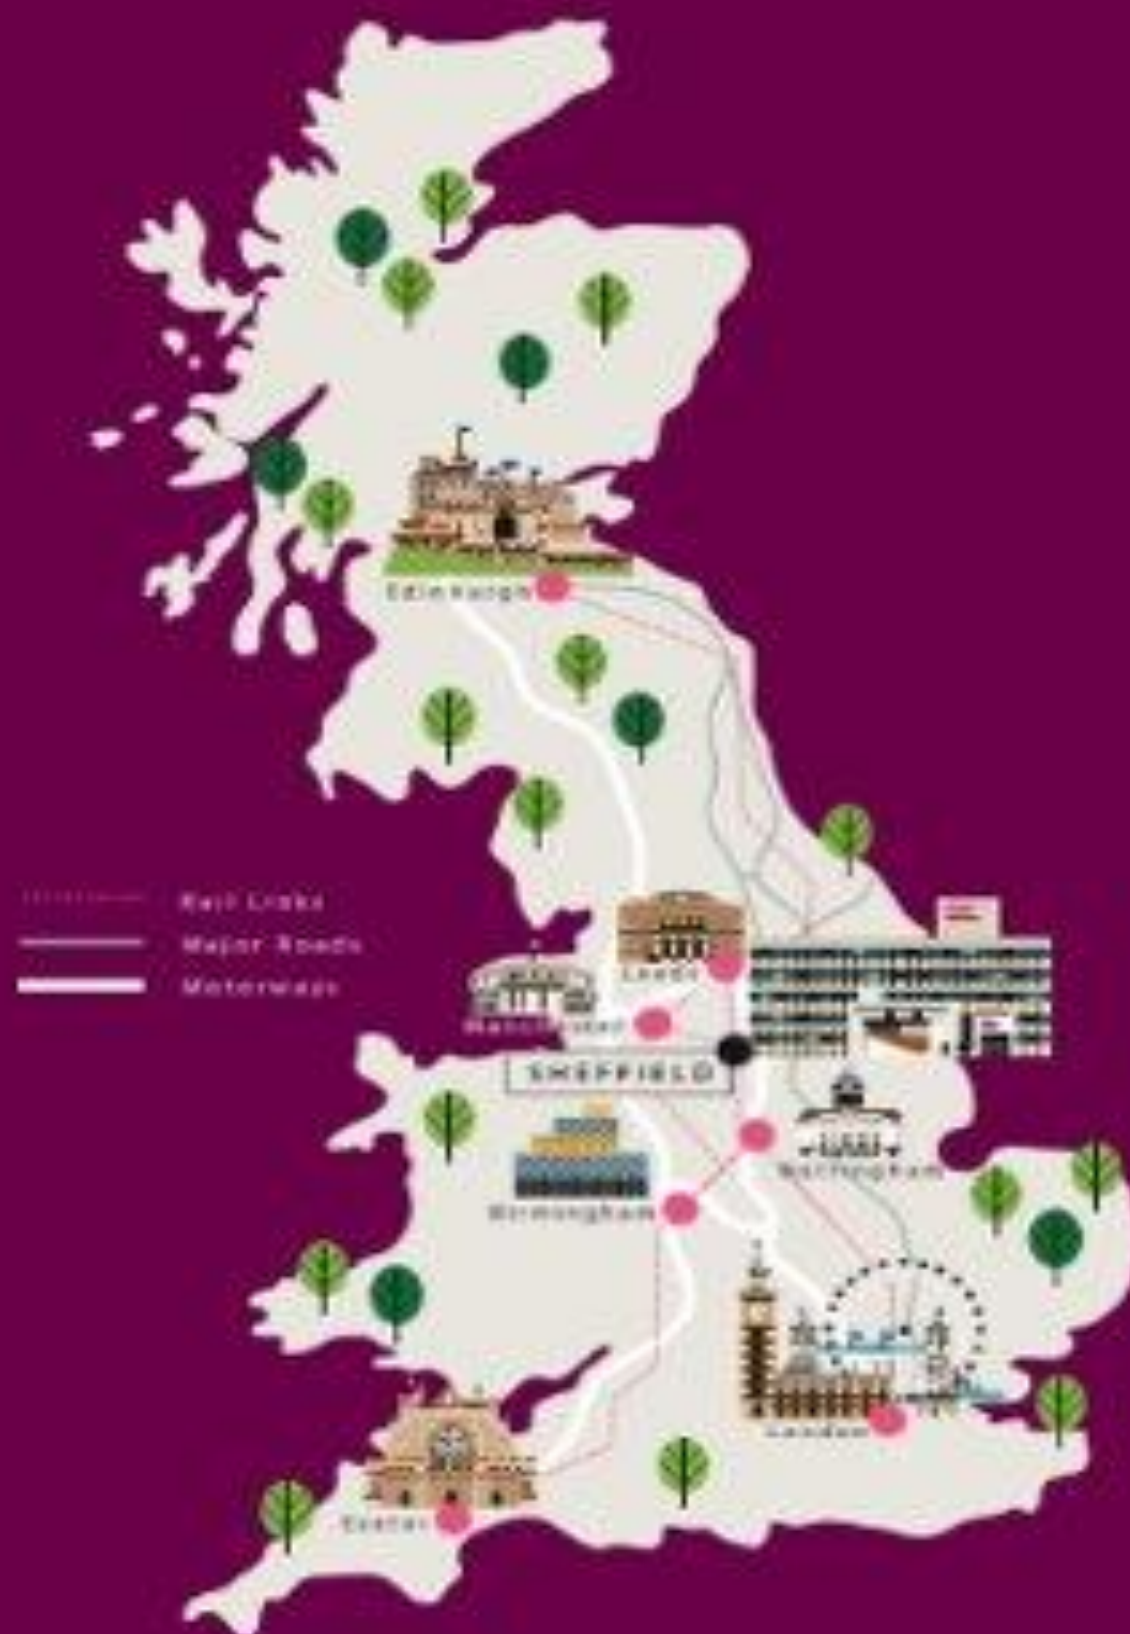 Edinburgh
Rail Links
Major Roads
Motorways
Leeds
Manchester
SHEFFIELD
Nottingham
Birmingham
London
Exeter